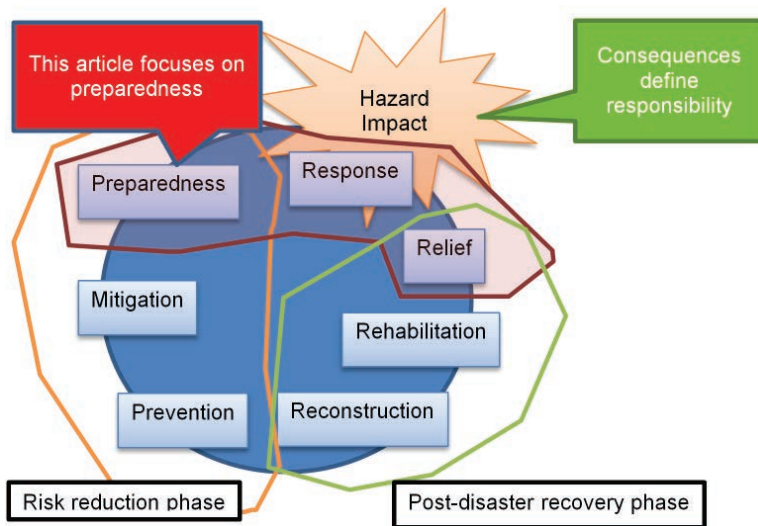 This article focuses on
preparedness
Hazard
Impact
Consequences
define
responsibility
Preparedness
Response
Relief
Mitigation
Rehabilitation
Prevention
Reconstruction
Risk reduction phase
Post-disaster recovery phase